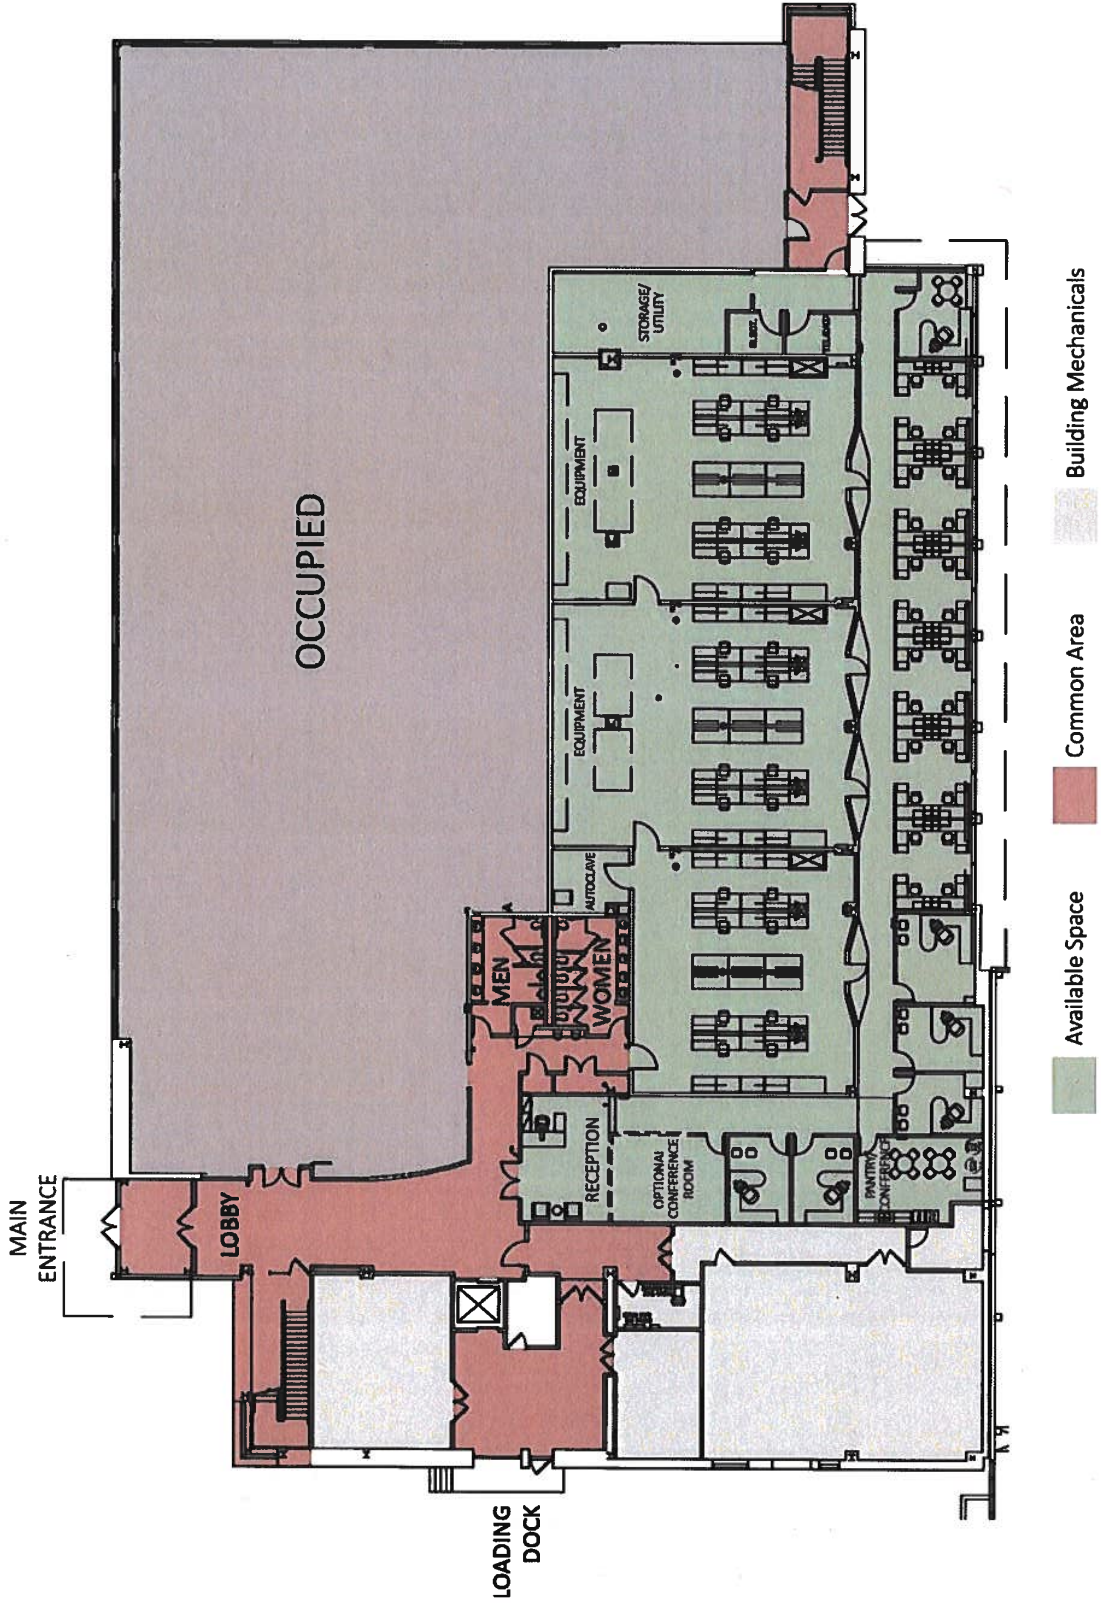 MAIN
ENTRANCE
LOBBY
LOADING
DOCK
OCCUPIED
MEN
WOMEN
RECEPTION
OPTIONAL
CONFERENCE
ROOM
PANTRY/
CONFERENCE
AUTOCLAVE
EQUIPMENT
EQUIPMENT
STORAGE/
UTILITY
ELEC.
Available Space
Common Area
Building Mechanicals